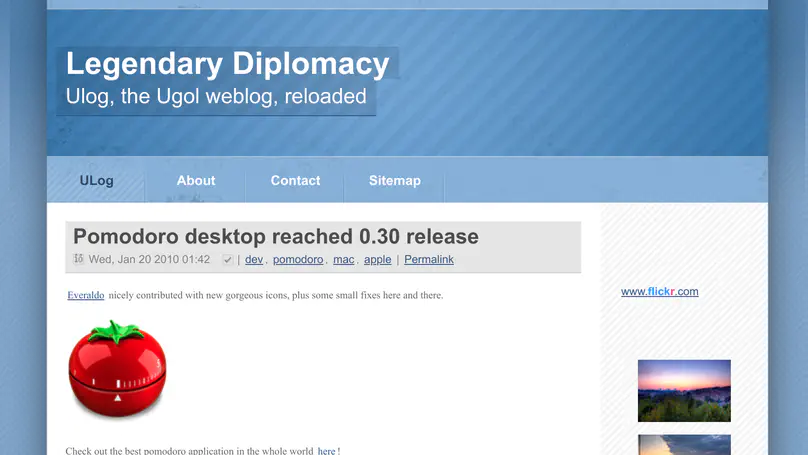 Legendary Diplomacy
Ulog, the Ugol weblog, reloaded
ULog
About
Contact
Sitemap
Pomodoro desktop reached 0.30 release
Wed, Jan 20 2010 01:42 | dev, pomodoro, mac, apple | Permalink
Everaldo nicely contributed with new gorgeous icons, plus some small fixes here and there.
www.flickr.com
Check out the best pomodoro application in the whole world here!